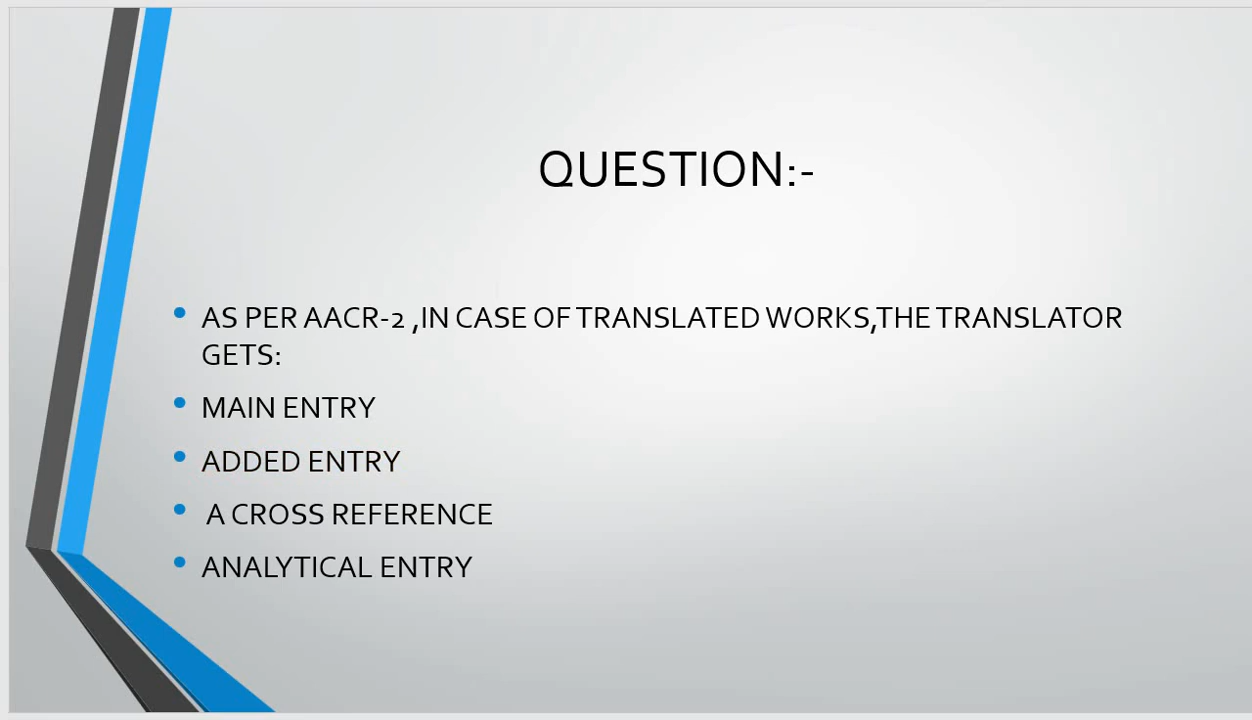 QUESTION:-
• AS PER AACR-2 ,IN CASE OF TRANSLATED WORKS,THE TRANSLATOR
GETS:
• MAIN ENTRY
• ADDED ENTRY
• A CROSS REFERENCE
• ANALYTICAL ENTRY